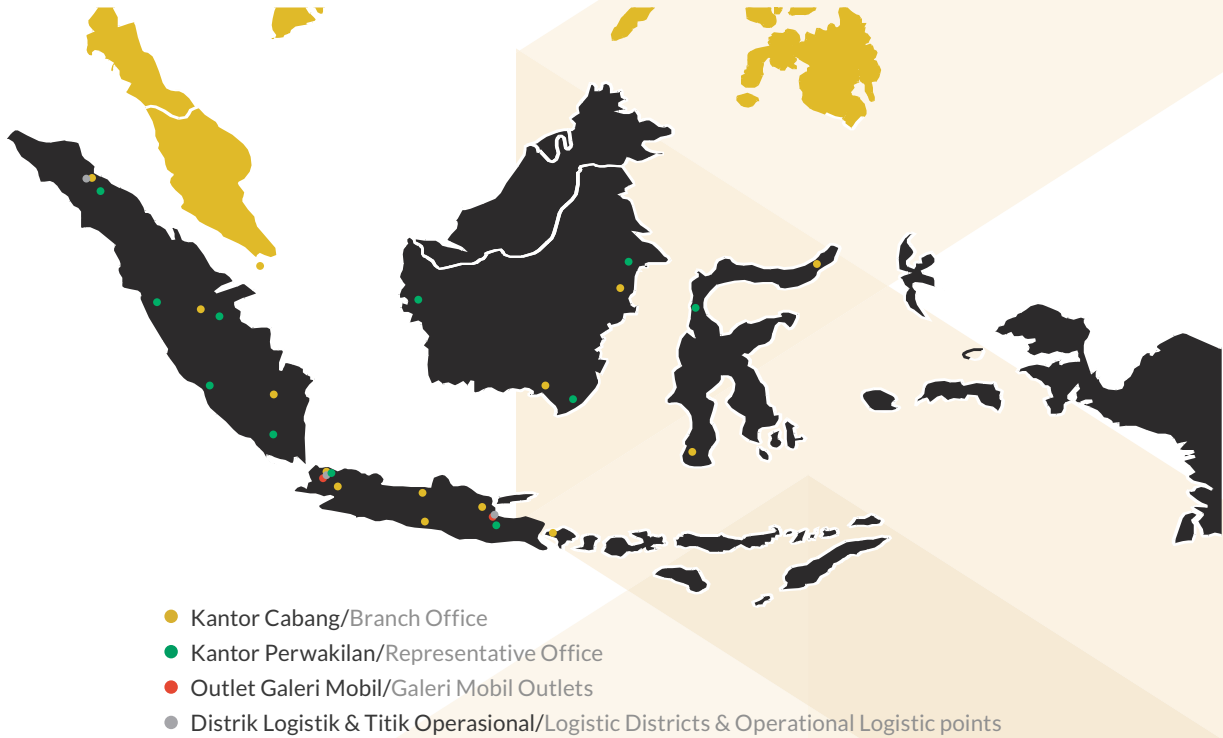 Kantor Cabang/Branch Office
Kantor Perwakilan/Representative Office
Outlet Galeri Mobil/Galeri Mobil Outlets
Distrik Logistik & Titik Operasional/Logistic Districts & Operational Logistic points